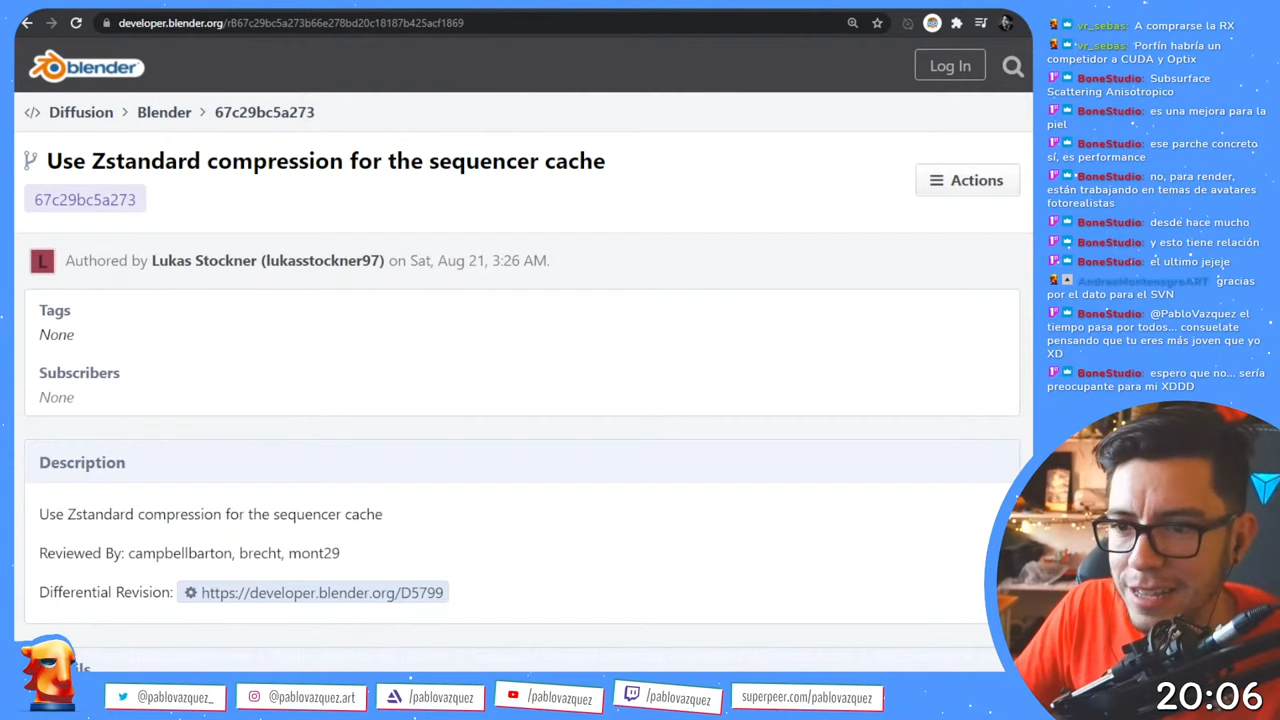 developer.blender.org/rB67c29bc5a273b66e278bd20c18187b425acf1869
blender
Log In
Diffusion > Blender > 67c29bc5a273
Use Zstandard compression for the sequencer cache
67c29bc5a273
Actions
L Authored by Lukas Stockner (lukasstockner97) on Sat, Aug 21, 3:26 AM.
Tags
None
Subscribers
None
Description
Use Zstandard compression for the sequencer cache
Reviewed By: campbellbarton, brecht, mont29
Differential Revision: https://developer.blender.org/D5799
vr_sebas: A comprarse la RX
vr_sebas: Porfín habría un
competidor a CUDA y Optix
BoneStudio: Subsurface
Scattering Anisotropico
BoneStudio: es una mejora para la
piel
BoneStudio: ese parche concreto
sí, es performance
BoneStudio: no, para render,
están trabajando en temas de avatares
fotorealistas
BoneStudio: desde hace mucho
BoneStudio: y esto tiene relación
BoneStudio: el ultimo jejeje
AndresMontenegroART gracias
por el dato para el SVN
BoneStudio: @PabloVazquez el
tiempo pasa por todos... consuelate
pensando que tu eres más joven que yo
XD
BoneStudio: espero que no... sería
preocupante para mi XDDD
@pablovazquez_
@pablovazquez.art
/pablovazquez
/pablovazquez
/pablovazquez
superpeer.com/pablovazquez
20:06